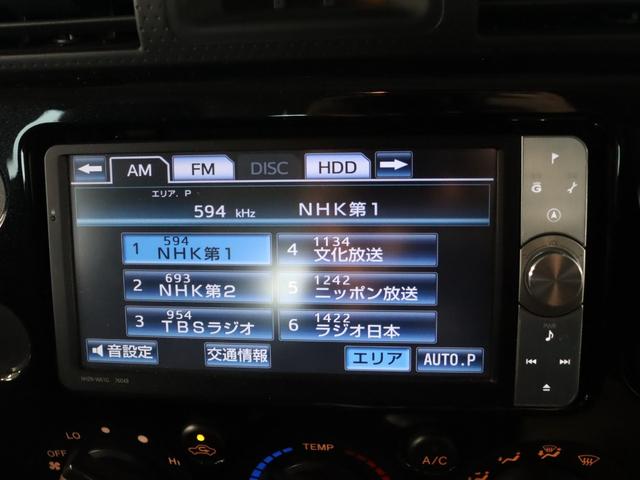 AM FM DISC HDD
エリア. P
594 kHz NHK第1
594 1134
1 NHK第1 4 文化放送
693 1242
2 NHK第2 5 ニッポン放送
954 1422
3 TBSラジオ 6 ラジオ日本
音設定 交通情報 エリア AUTO.P
VOL
PWR
LO
OFF
HI
TEMP
A/C